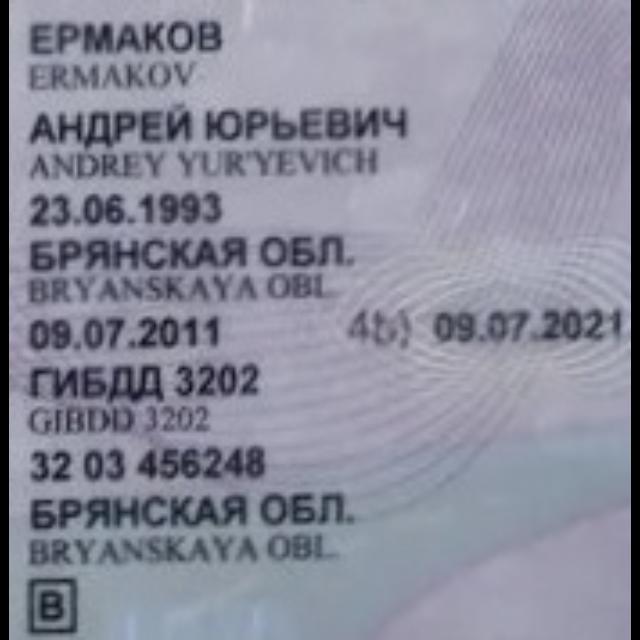 ЕРМАКОВ
ERMAKOV
АНДРЕЙ ЮРЬЕВИЧ
ANDREY YUR'YEVICH
23.06.1993
БРЯНСКАЯ ОБЛ.
BRYANSKAYA OBL.
09.07.2011 4b) 09.07.2021
ГИБДД 3202
GIBDD 3202
32 03 456248
БРЯНСКАЯ ОБЛ.
BRYANSKAYA OBL.
B